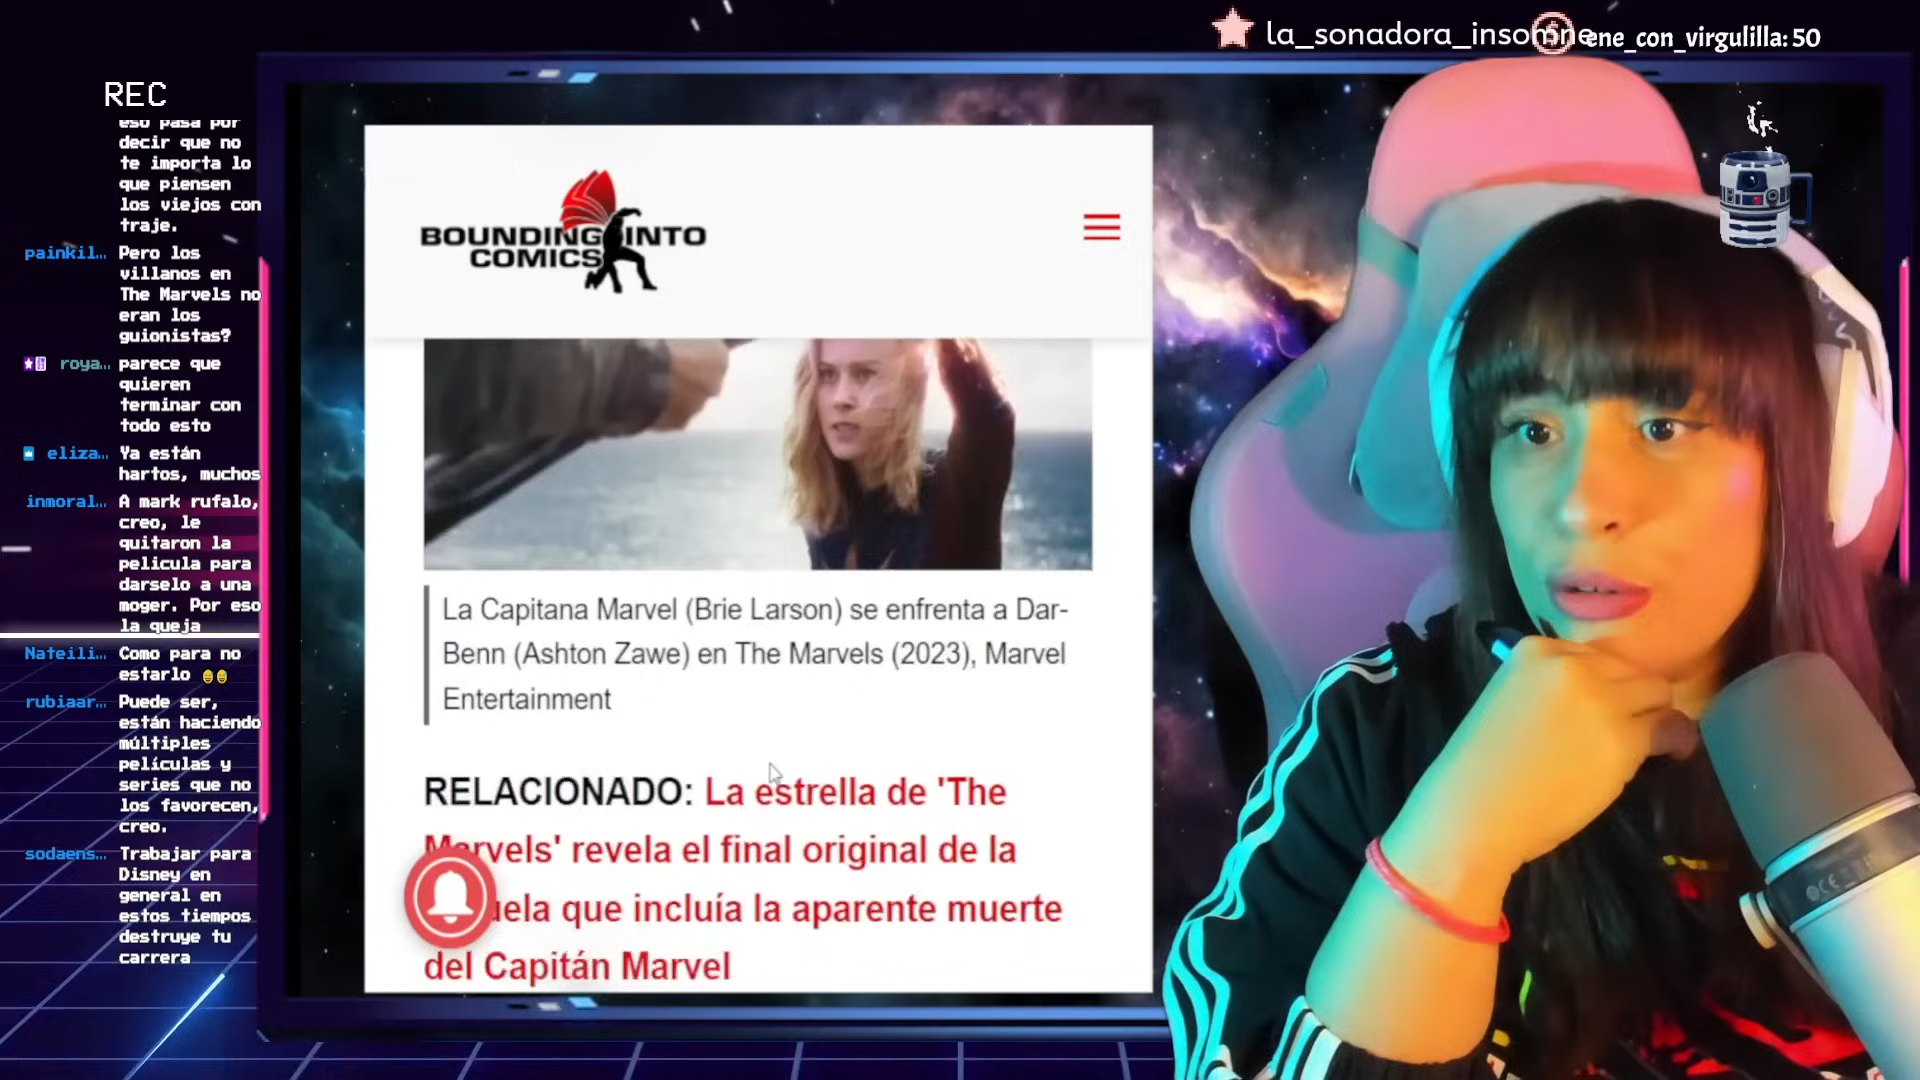 la_sonadora_insomne
ene_con_virgulilla: 50
REC
eso pasa por
decir que no
te importa lo
que piensen
los viejos con
traje.
painkil... Pero los
villanos en
The Marvels no
eran los
guionistas?
roya... parece que
quieren
terminar con
todo esto
eliza... Ya están
hartos, muchos
inmoral... A mark rufalo,
creo, le
quitaron la
pelicula para
darselo a una
moger. Por eso
la queja
Nateili... Como para no
estarlo
rubiaar... Puede ser,
están haciendo
múltiples
películas y
series que no
los favorecen,
creo.
sodaens... Trabajar para
Disney en
general en
estos tiempos
destruye tu
carrera
BOUNDING INTO
COMICS
La Capitana Marvel (Brie Larson) se enfrenta a Dar-
Benn (Ashton Zawe) en The Marvels (2023), Marvel
Entertainment
RELACIONADO: La estrella de 'The
Marvels' revela el final original de la
uela que incluía la aparente muerte
del Capitán Marvel